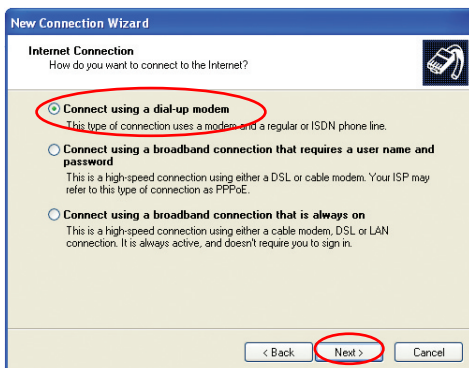 New Connection Wizard
Internet Connection
How do you want to connect to the Internet?
Connect using a dial-up modem
This type of connection uses a modem and a regular or ISDN phone line.
Connect using a broadband connection that requires a user name and
password
This is a high-speed connection using either a DSL or cable modem. Your ISP may
refer to this type of connection as PPPoE.
Connect using a broadband connection that is always on
This is a high-speed connection using either a cable modem, DSL or LAN
connection. It is always active, and doesn't require you to sign in.
< Back
Next >
Cancel